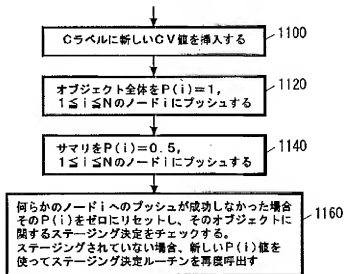 Cラベルに新しいCV値を挿入する
1100
オブジェクト全体をP(i)=1,
1≦i≦Nのノードiにプッシュする
1120
サマリをP(i)=0.5,
1≦i≦Nのノードiにプッシュする
1140
何らかのノードiへのプッシュが成功しなかった場合
そのP(i)をゼロにリセットし、そのオブジェクトに
関するステージング決定をチェックする。
ステージングされていない場合、新しいP(i)値を
使ってステージング決定ルーチンを再度呼出す
1160